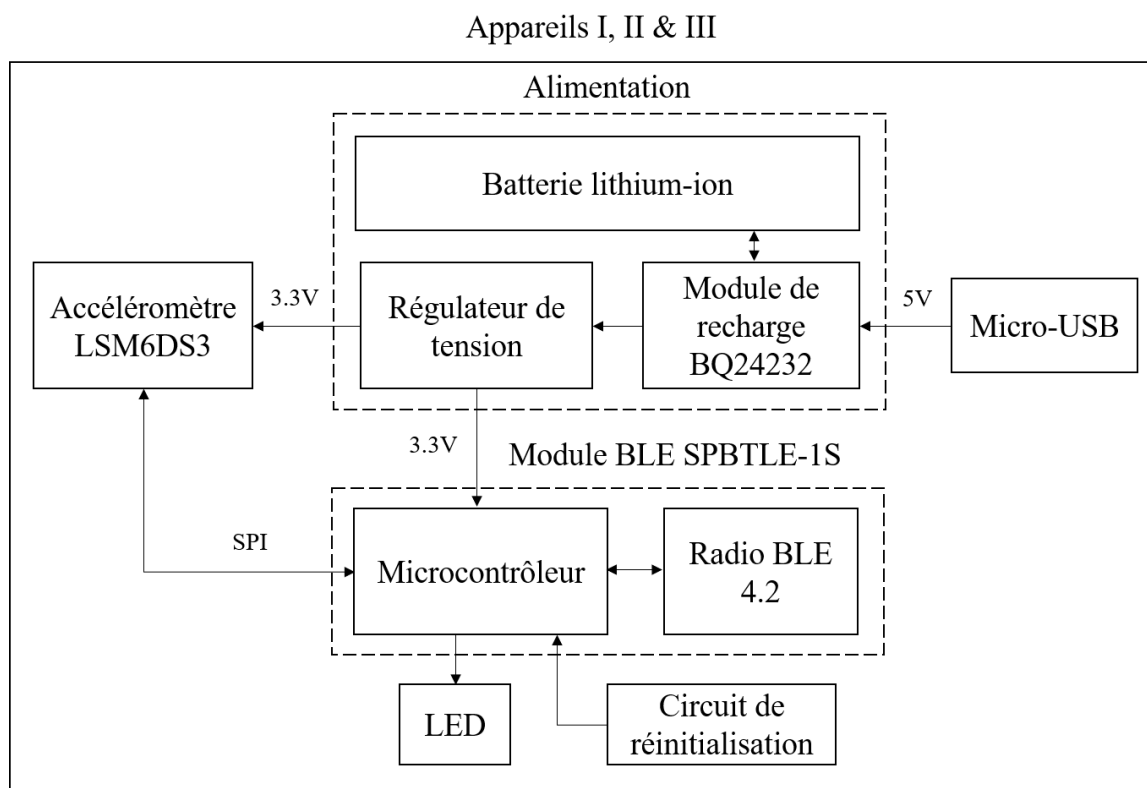 Appareils I, II & III
Alimentation
Batterie lithium-ion
Accéléromètre
LSM6DS3
3.3V
Régulateur de
tension
Module de
recharge
BQ24232
5V
Micro-USB
3.3V
Module BLE SPBTLE-1S
SPI
Microcontrôleur
Radio BLE
4.2
LED
Circuit de
réinitialisation